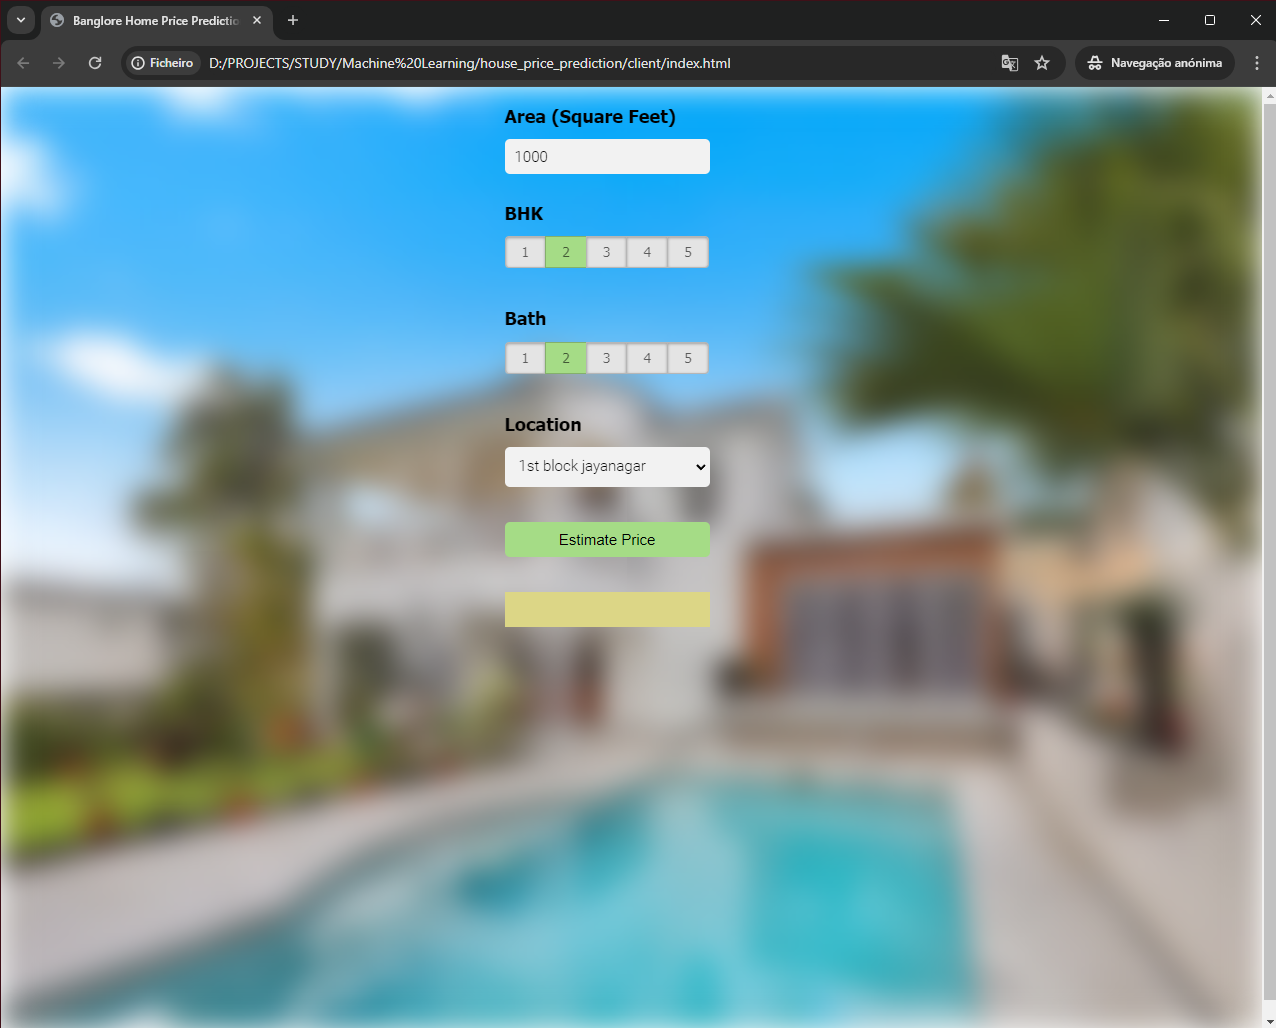 Banglore Home Price Predictio
Ficheiro
D:/PROJECTS/STUDY/Machine%20Learning/house_price_prediction/client/index.html
Navegação anónima
Area (Square Feet)
1000
BHK
1 2 3 4 5
Bath
1 2 3 4 5
Location
1st block jayanagar
Estimate Price